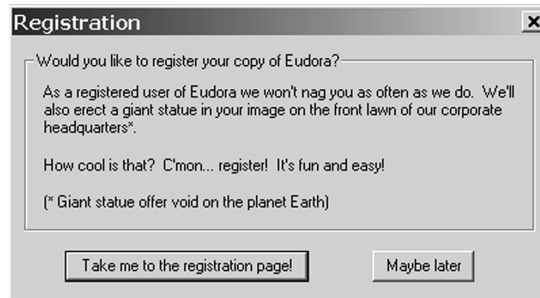 Registration
Would you like to register your copy of Eudora?
As a registered user of Eudora we won't nag you as often as we do. We'll
also erect a giant statue in your image on the front lawn of our corporate
headquarters*.
How cool is that? C'mon... register! It's fun and easy!
(* Giant statue offer void on the planet Earth)
Take me to the registration page!
Maybe later